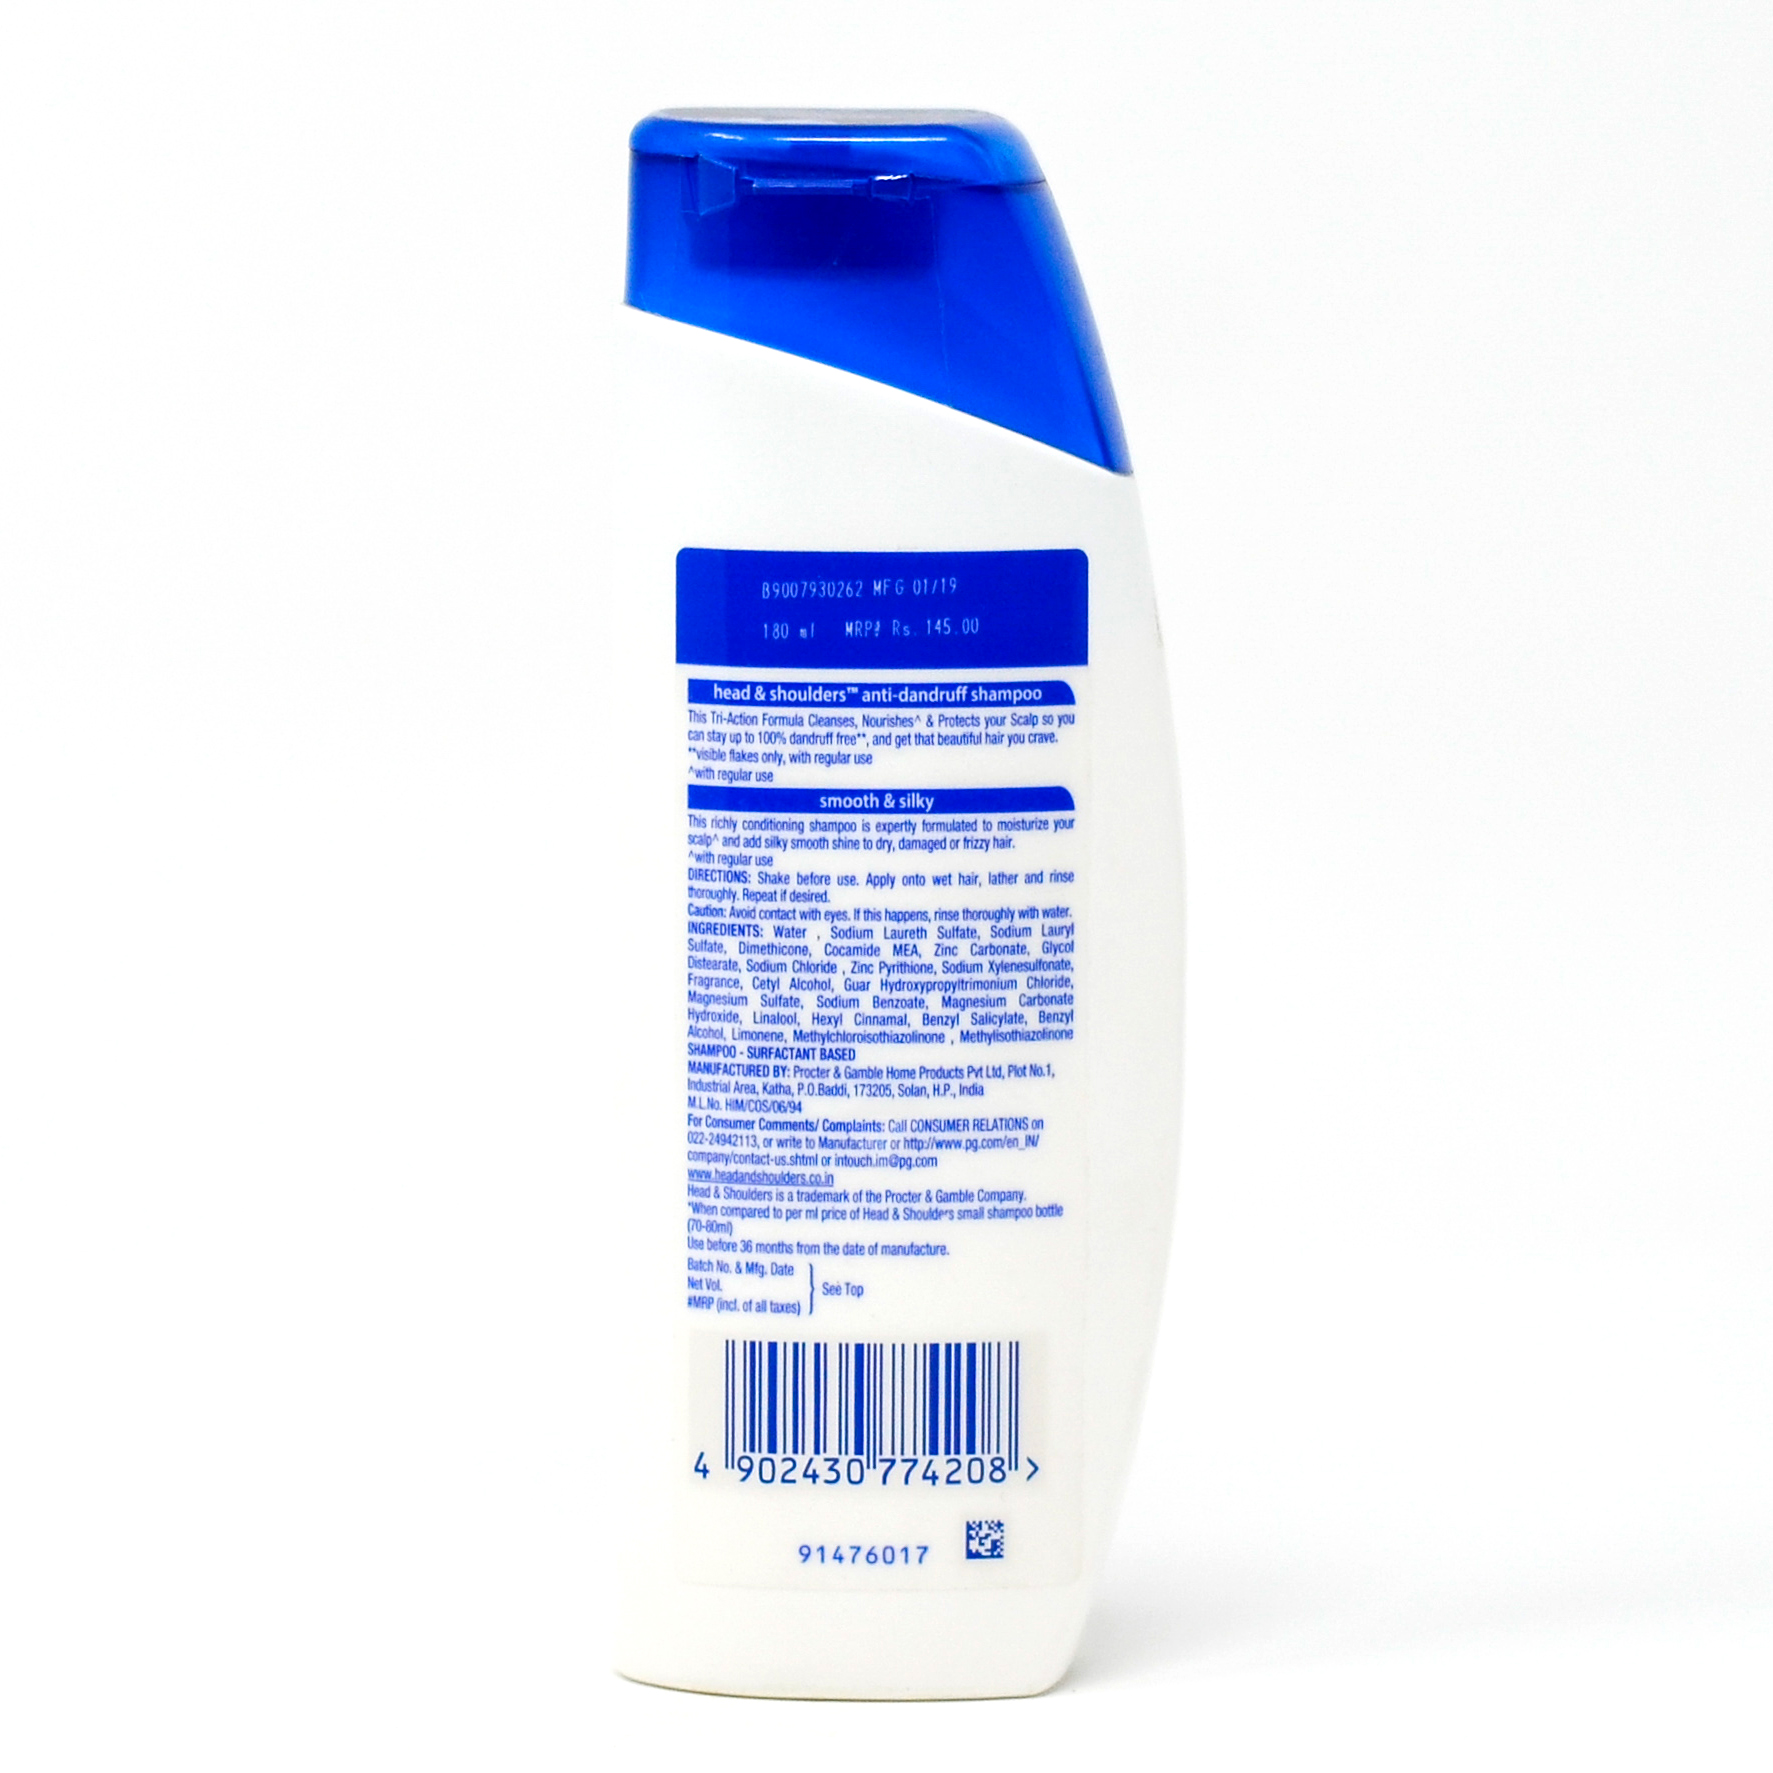 B9007930262 MFG 01/19
180 ml MRP# Rs. 145.00
head & shoulders™ anti-dandruff shampoo
This Tri-Action Formula Cleanses, Nourishes^ & Protects your Scalp so you
can stay up to 100% dandruff free**, and get that beautiful hair you crave.
**visible flakes only, with regular use
^with regular use
smooth & silky
This richly conditioning shampoo is expertly formulated to moisturize your
scalp^ and add silky smooth shine to dry, damaged or frizzy hair.
^with regular use
DIRECTIONS: Shake before use. Apply onto wet hair, lather and rinse
thoroughly. Repeat if desired.
Caution: Avoid contact with eyes. If this happens, rinse thoroughly with water.
INGREDIENTS: Water , Sodium Laureth Sulfate, Sodium Lauryl
Sulfate, Dimethicone, Cocamide MEA, Zinc Carbonate, Glycol
Distearate, Sodium Chloride , Zinc Pyrithione, Sodium Xylenesulfonate,
Fragrance, Cetyl Alcohol, Guar Hydroxypropyltrimonium Chloride,
Magnesium Sulfate, Sodium Benzoate, Magnesium Carbonate
Hydroxide, Linalool, Hexyl Cinnamal, Benzyl Salicylate, Benzyl
Alcohol, Limonene, Methylchloroisothiazolinone , Methylisothiazolinone
SHAMPOO - SURFACTANT BASED
MANUFACTURED BY: Procter & Gamble Home Products Pvt Ltd, Plot No.1,
Industrial Area, Katha, P.O.Baddi, 173205, Solan, H.P., India
M.L.No. HIM/COS/06/94
For Consumer Comments/ Complaints: Call CONSUMER RELATIONS on
022-24942113, or write to Manufacturer or http://www.pg.com/en_IN/
company/contact-us.shtml or intouch.im@pg.com
www.headandshoulders.co.in
Head & Shoulders is a trademark of the Procter & Gamble Company.
*When compared to per ml price of Head & Shoulders small shampoo bottle
(70-80ml)
Use before 36 months from the date of manufacture.
Batch No. & Mfg. Date
Net Vol.
#MRP (incl. of all taxes)
See Top
4 902430 774208 >
91476017